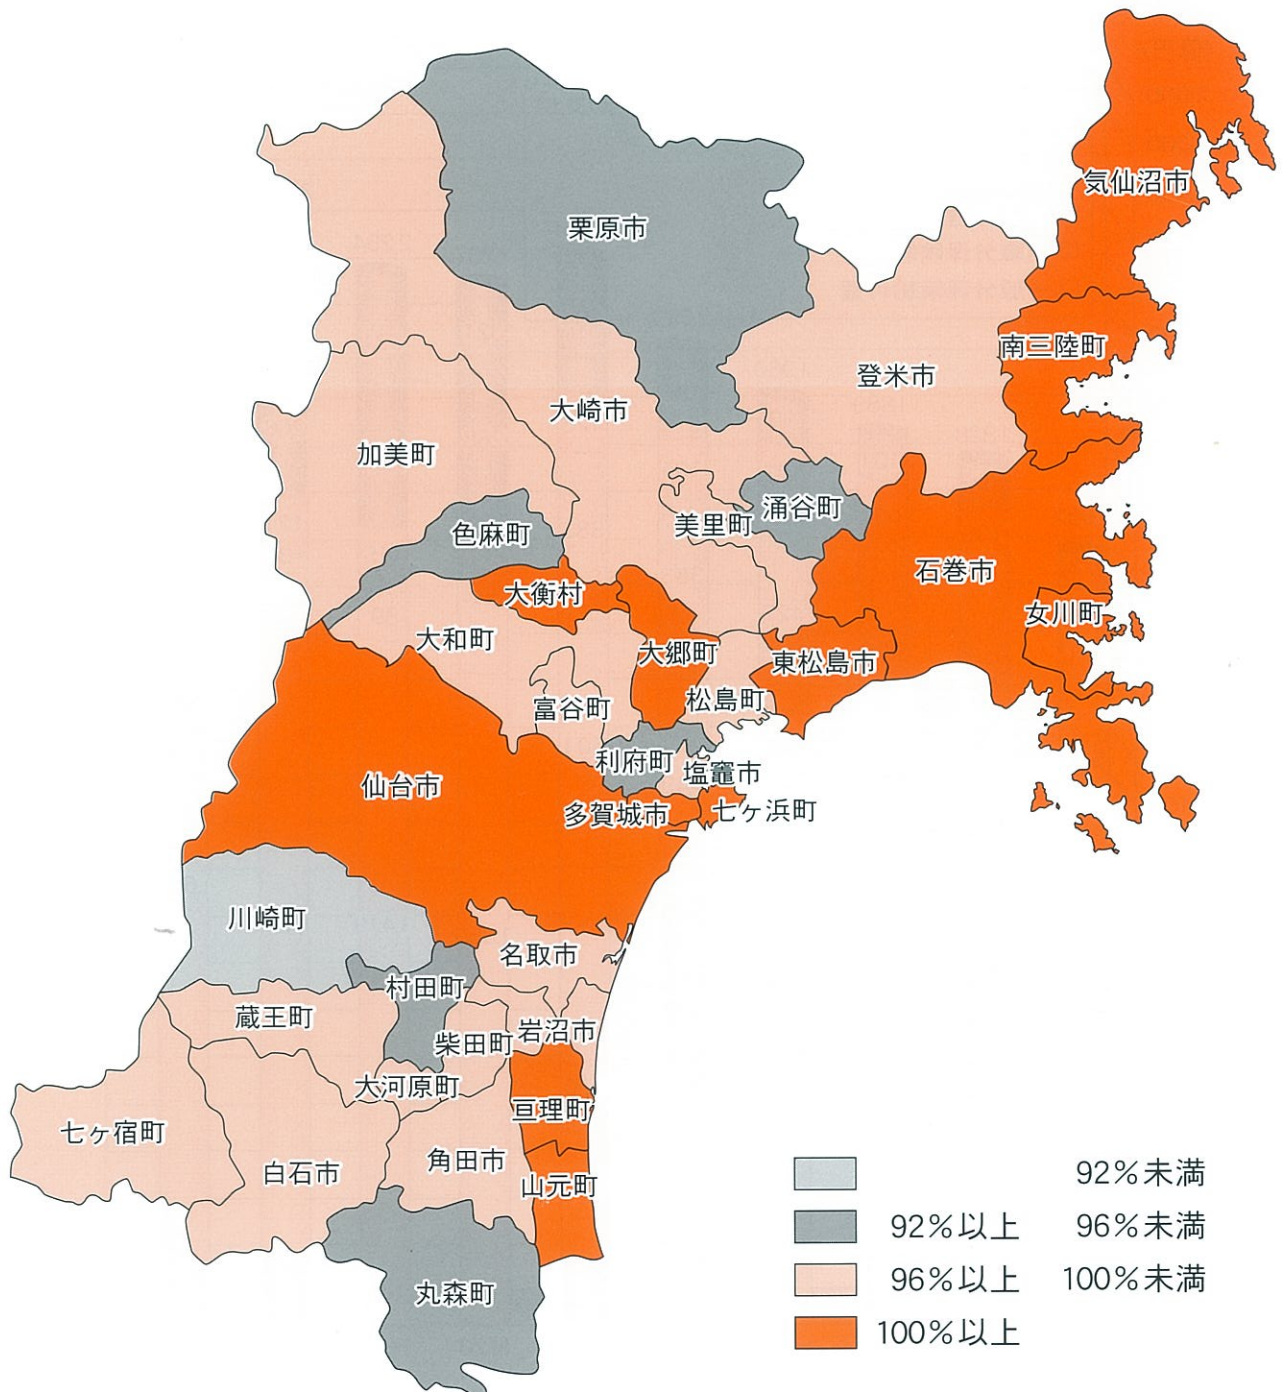 気仙沼市
栗原市
南三陸町
登米市
大崎市
加美町
涌谷町
美里町
色麻町
石巻市
大衡村
女川町
大和町
大郷町
東松島市
松島町
富谷町
利府町
塩竈市
仙台市
多賀城市
七ヶ浜町
川崎町
名取市
村田町
蔵王町
岩沼市
柴田町
大河原町
亘理町
七ヶ宿町
角田市
白石市
山元町
丸森町
92%未満
92%以上 96%未満
96%以上 100%未満
100%以上